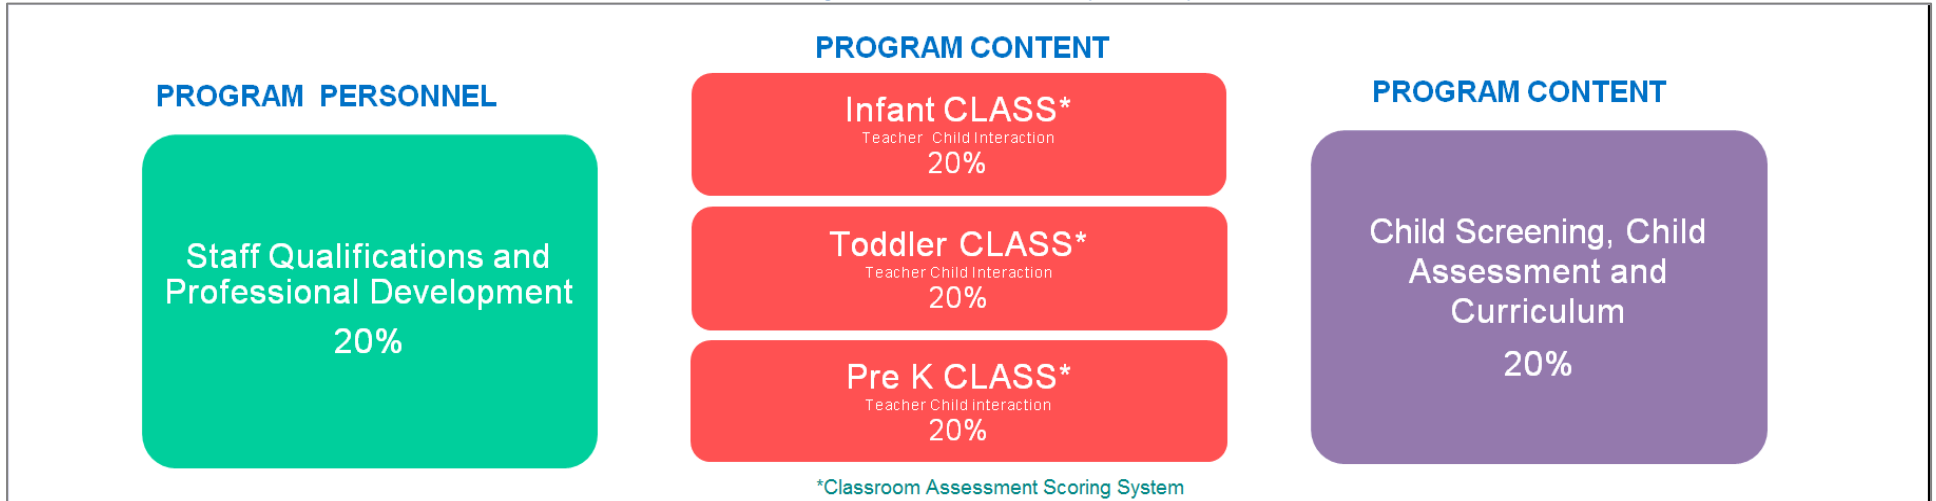 PROGRAM PERSONNEL
Staff Qualifications and
Professional Development
20%
PROGRAM CONTENT
Infant CLASS*
Teacher Child Interaction
20%
Toddler CLASS*
Teacher Child Interaction
20%
Pre K CLASS*
Teacher Child interaction
20%
*Classroom Assessment Scoring System
PROGRAM CONTENT
Child Screening, Child
Assessment and
Curriculum
20%